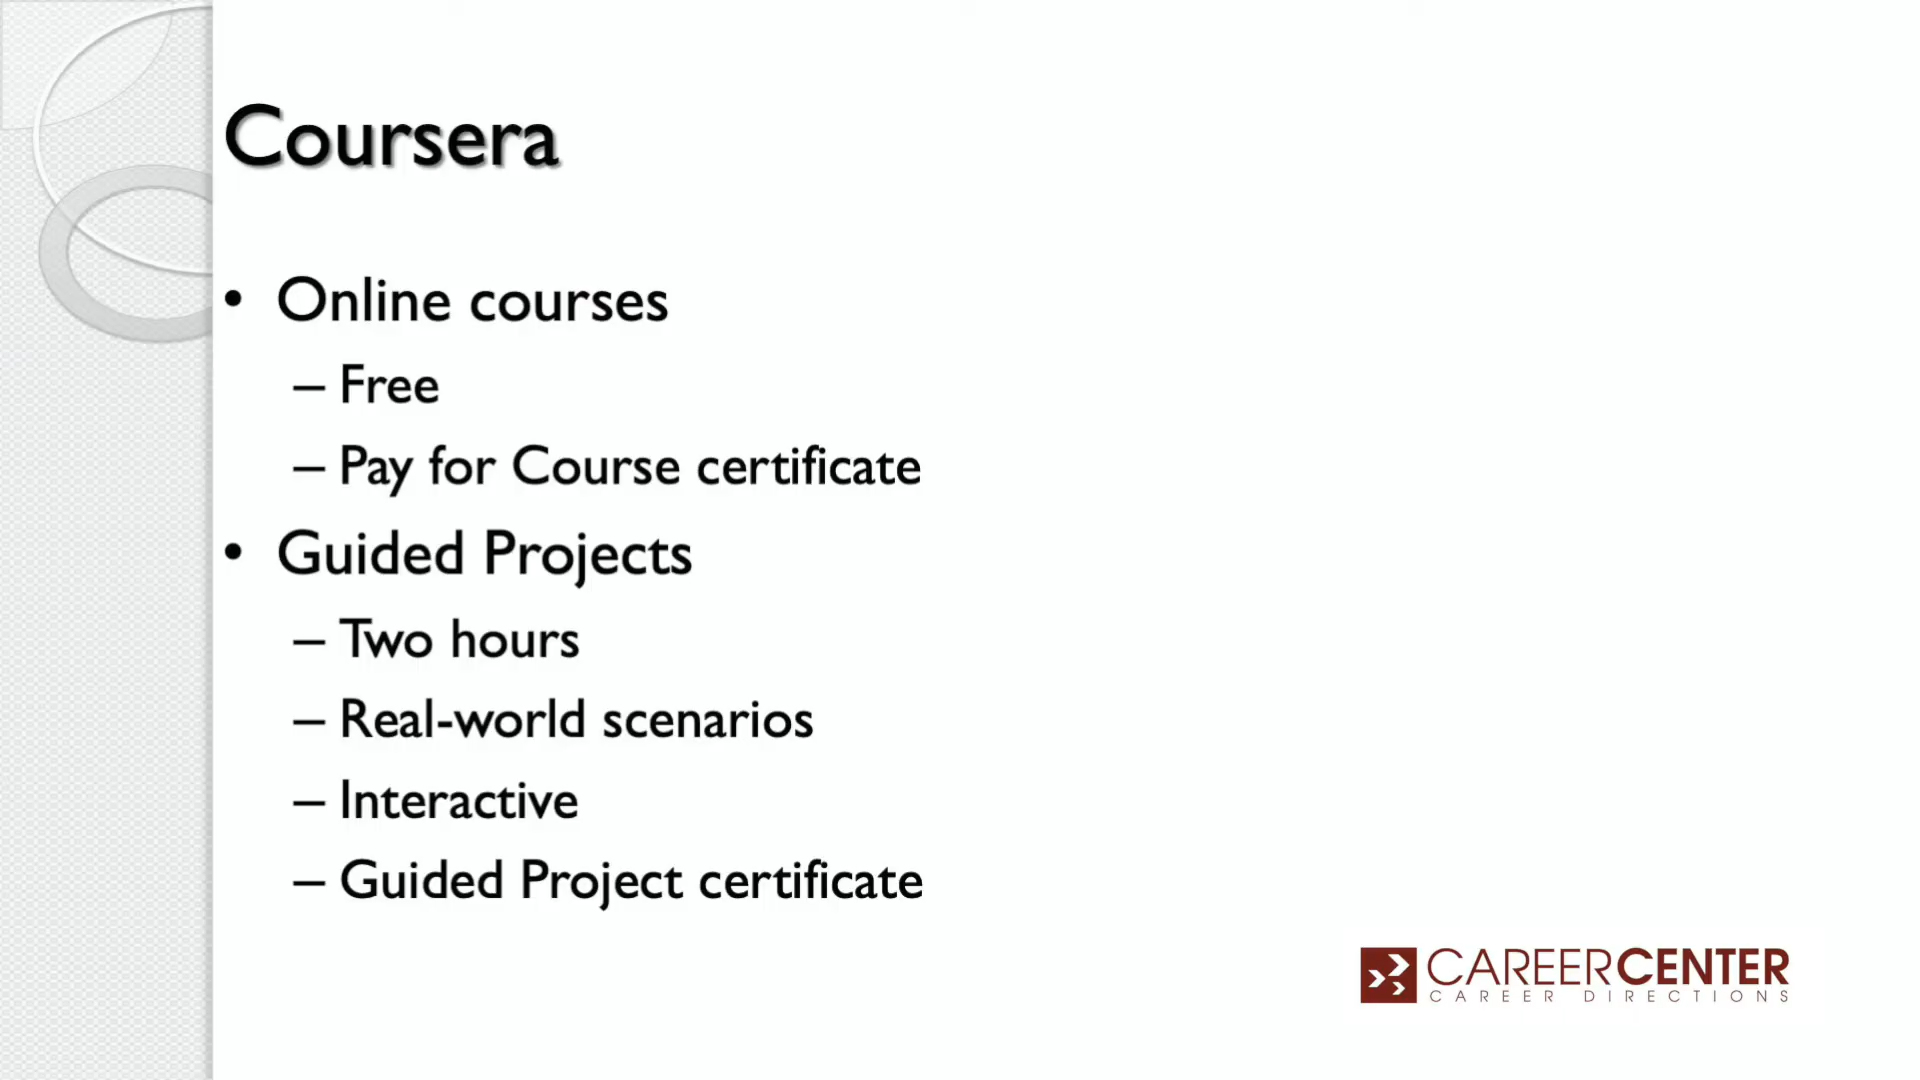 Coursera
• Online courses
– Free
– Pay for Course certificate
• Guided Projects
– Two hours
– Real-world scenarios
– Interactive
– Guided Project certificate
CAREERCENTER
CAREER DIRECTIONS